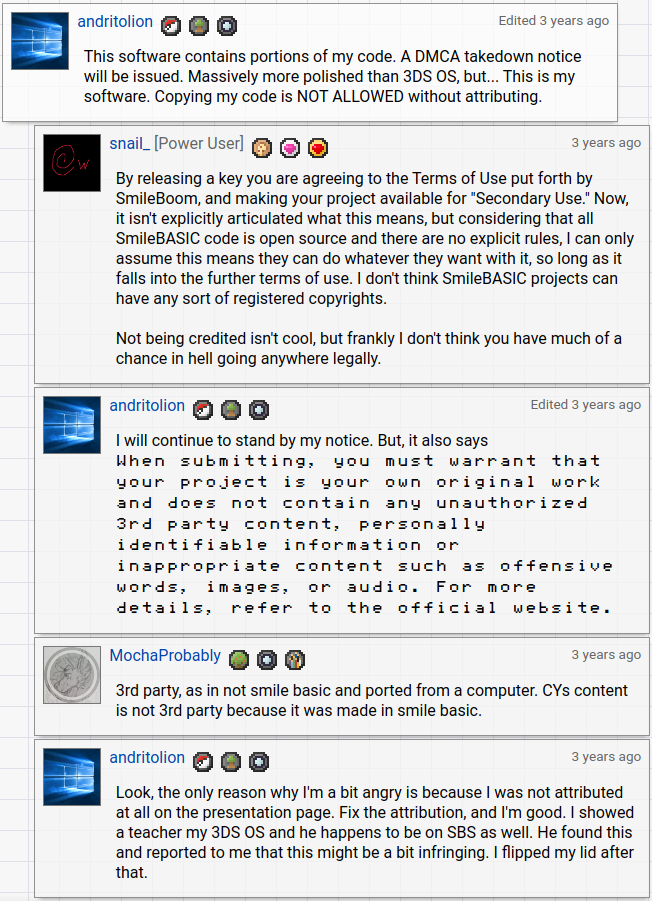 andritolion
Edited 3 years ago
This software contains portions of my code. A DMCA takedown notice
will be issued. Massively more polished than 3DS OS, but... This is my
software. Copying my code is NOT ALLOWED without attributing.
Cw
snail_ [Power User]
3 years ago
By releasing a key you are agreeing to the Terms of Use put forth by
SmileBoom, and making your project available for "Secondary Use." Now,
it isn't explicitly articulated what this means, but considering that all
SmileBASIC code is open source and there are no explicit rules, I can only
assume this means they can do whatever they want with it, so long as it
falls into the further terms of use. I don't think SmileBASIC projects can
have any sort of registered copyrights.
Not being credited isn't cool, but frankly I don't think you have much of a
chance in hell going anywhere legally.
andritolion
Edited 3 years ago
I will continue to stand by my notice. But, it also says
When submitting, you must warrant that
your project is your own original work
and does not contain any unauthorized
3rd party content, personally
identifiable information or
inappropriate content such as offensive
words, images, or audio. For more
details, refer to the official website.
MochaProbably
3 years ago
3rd party, as in not smile basic and ported from a computer. CYs content
is not 3rd party because it was made in smile basic.
andritolion
3 years ago
Look, the only reason why I'm a bit angry is because I was not attributed
at all on the presentation page. Fix the attribution, and I'm good. I showed
a teacher my 3DS OS and he happens to be on SBS as well. He found this
and reported to me that this might be a bit infringing. I flipped my lid after
that.